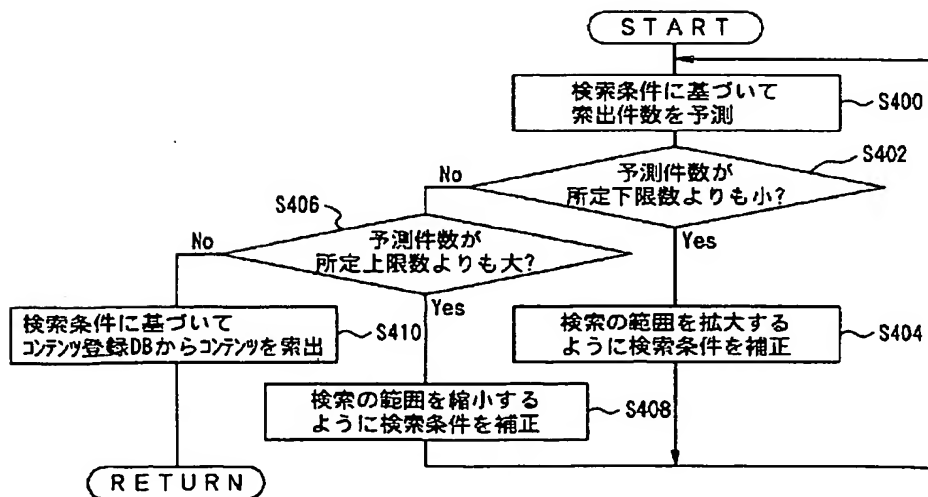 START
検索条件に基づいて
索出件数を予測
S400
S402
予測件数が
所定下限数よりも小?
No
Yes
S406
予測件数が
所定上限数よりも大?
No
Yes
検索条件に基づいて
コンテンツ登録DBからコンテンツを索出
S410
検索の範囲を拡大する
ように検索条件を補正
S404
検索の範囲を縮小する
ように検索条件を補正
S408
RETURN